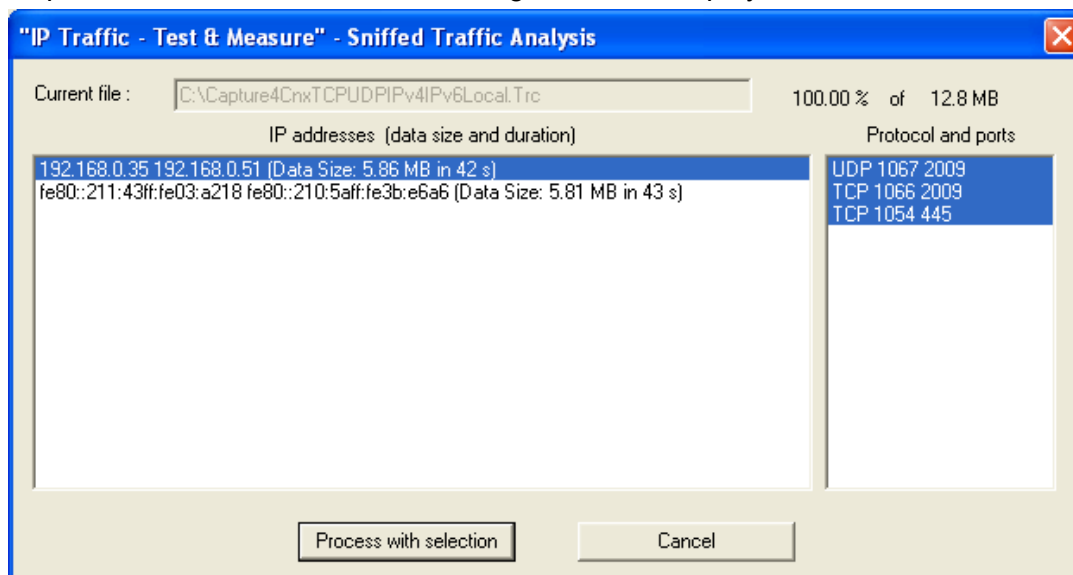 "IP Traffic - Test & Measure" - Sniffed Traffic Analysis
Current file : C:\Capture4CnxTCPUDPIPv4IPv6Local.Trc 100.00 % of 12.8 MB
IP addresses (data size and duration) Protocol and ports
192.168.0.35 192.168.0.51 (Data Size: 5.86 MB in 42 s) UDP 1067 2009
fe80::211:43ff:fe03:a218 fe80::210:5aff:fe3b:e6a6 (Data Size: 5.81 MB in 43 s) TCP 1066 2009
TCP 1054 445
Process with selection Cancel